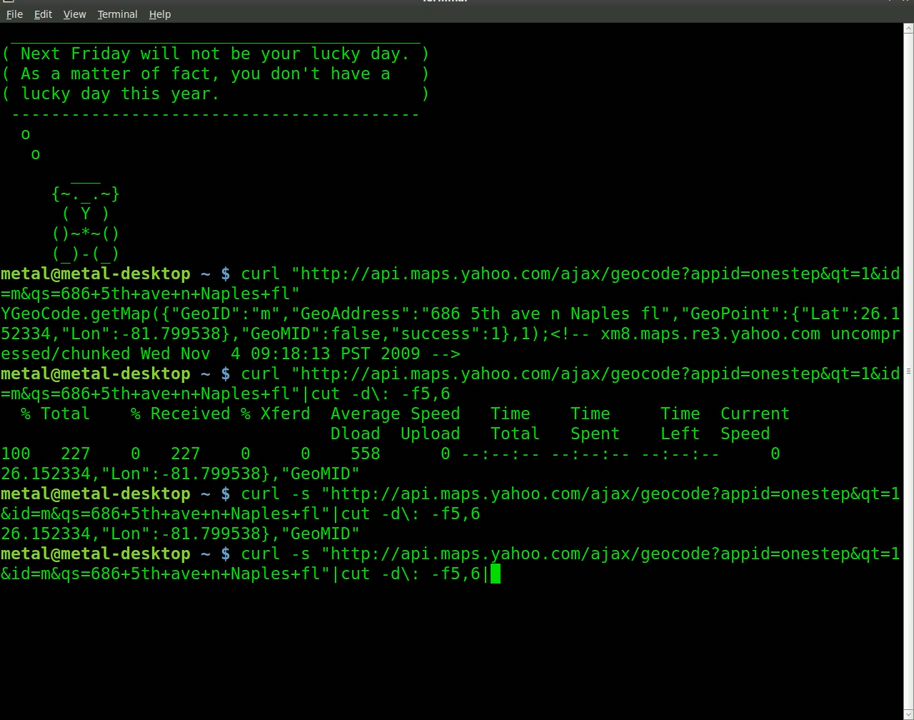 File Edit View Terminal Help
 _________________________________________
( Next Friday will not be your lucky day. )
( As a matter of fact, you don't have a   )
( lucky day this year.                    )
 -----------------------------------------
  o
   o
       ___
     {~._.~}
      ( Y )
     ()~*~()
     (_)-(_)
metal@metal-desktop ~ $ curl "http://api.maps.yahoo.com/ajax/geocode?appid=onestep&qt=1&id
=m&qs=686+5th+ave+n+Naples+fl"
YGeoCode.getMap({"GeoID":"m","GeoAddress":"686 5th ave n Naples fl","GeoPoint":{"Lat":26.1
52334,"Lon":-81.799538},"GeoMID":false,"success":1},1);<!-- xm8.maps.re3.yahoo.com uncompr
essed/chunked Wed Nov  4 09:18:13 PST 2009 -->
metal@metal-desktop ~ $ curl "http://api.maps.yahoo.com/ajax/geocode?appid=onestep&qt=1&id
=m&qs=686+5th+ave+n+Naples+fl"|cut -d\: -f5,6
  % Total    % Received % Xferd  Average Speed   Time    Time     Time  Current
                                 Dload  Upload   Total   Spent    Left  Speed
100   227    0   227    0     0    558      0 --:--:-- --:--:-- --:--:--     0
26.152334,"Lon":-81.799538},"GeoMID"
metal@metal-desktop ~ $ curl -s "http://api.maps.yahoo.com/ajax/geocode?appid=onestep&qt=1
&id=m&qs=686+5th+ave+n+Naples+fl"|cut -d\: -f5,6
26.152334,"Lon":-81.799538},"GeoMID"
metal@metal-desktop ~ $ curl -s "http://api.maps.yahoo.com/ajax/geocode?appid=onestep&qt=1
&id=m&qs=686+5th+ave+n+Naples+fl"|cut -d\: -f5,6|